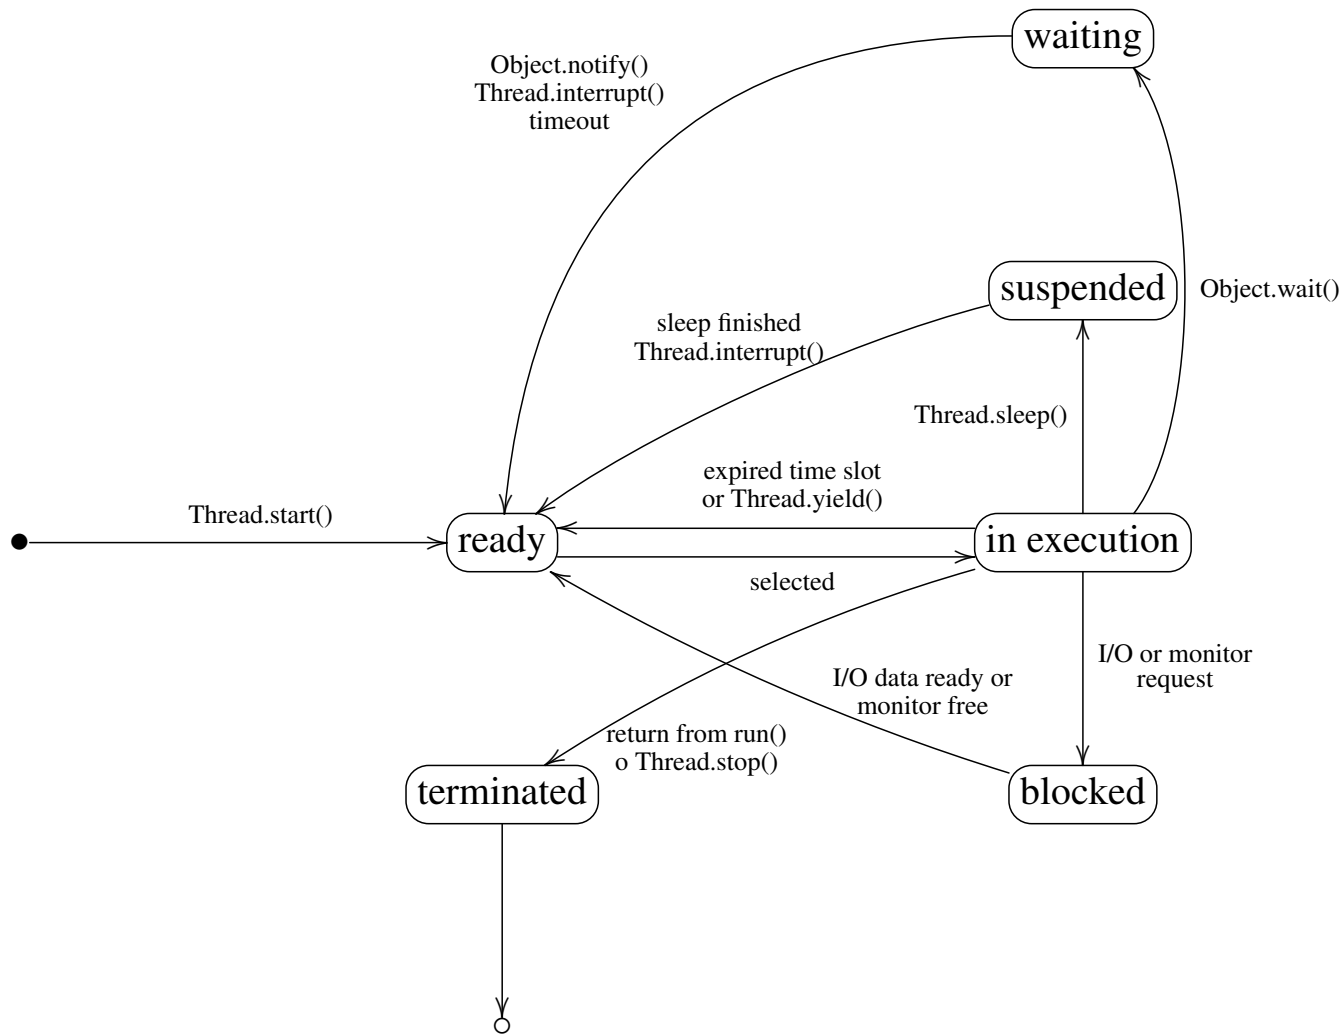 waiting
Object.notify()
Thread.interrupt()
timeout
suspended
Object.wait()
sleep finished
Thread.interrupt()
Thread.sleep()
expired time slot
or Thread.yield()
Thread.start()
ready
in execution
selected
I/O or monitor
request
I/O data ready or
monitor free
return from run()
o Thread.stop()
terminated
blocked